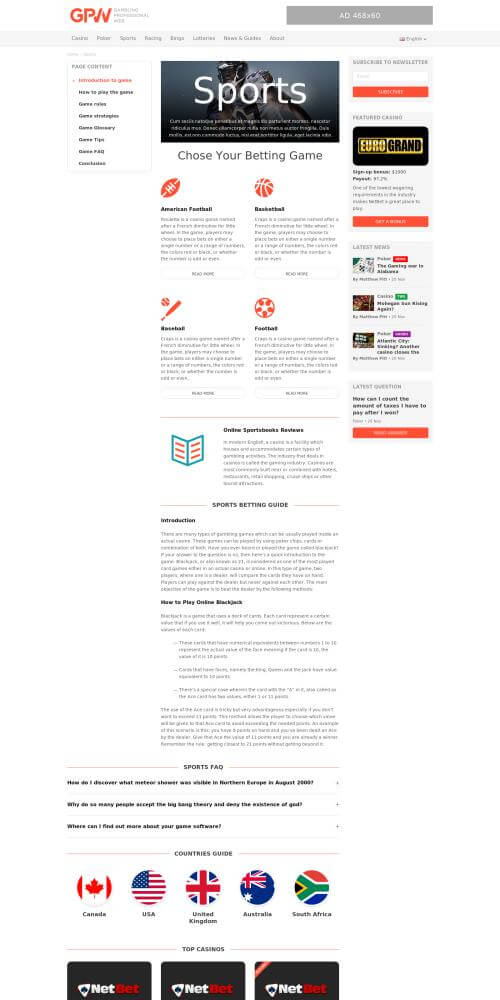 GPW GAMBLING
PROFESSIONAL
WEB
AD 468x60
Casino Poker Sports Racing Bingo Lotteries News & Guides About
English
Home Sports
PAGE CONTENT
Introduction to game
How to play the game
Game rules
Game strategies
Game Glossary
Game Tips
Game FAQ
Conclusion
Sports
Cum sociis natoque penatibus et magnis dis parturient montes, nascetur
ridiculus mus. Donec ullamcorper nulla non metus auctor fringilla. Duis
mollis, est non commodo luctus, nisi erat porttitor ligula, eget lacinia odio
Chose Your Betting Game
American Football
Roulette is a casino game named
after a French diminutive for little
wheel. In the game, players may
choose to place bets on either a
single number or a range of numbers,
the colors red or black, or whether
the number is odd or even.
READ MORE
Basketball
Craps is a casino game named after a
French diminutive for little wheel. In
the game, players may choose to
place bets on either a single number
or a range of numbers, the colors red
or black, or whether the number is
odd or even.
READ MORE
Baseball
Craps is a casino game named after a
French diminutive for little wheel. In
the game, players may choose to
place bets on either a single number
or a range of numbers, the colors red
or black, or whether the number is
odd or even.
READ MORE
Football
Craps is a casino game named after a
French diminutive for little wheel. In
the game, players may choose to
place bets on either a single number
or a range of numbers, the colors red
or black, or whether the number is
odd or even.
READ MORE
Online Sportsbooks Reviews
In modern English, a casino is a facility which
houses and accommodates certain types of
gambling activities. The industry that deals in
casinos is called the gaming industry. Casinos are
most commonly built near or combined with hotels,
restaurants, retail shopping, cruise ships or other
tourist attractions.
SPORTS BETTING GUIDE
Introduction
There are many types of gambling games which can be usually played inside an
actual casino. These games can be played by using poker chips, cards or
combination of both. Have you ever heard or played the game called blackjack?
If your answer to the question is no, then here's a quick introduction to the
game. Blackjack, or also known as 21, is considered as one of the most played
card games either in an actual casino or online. In this type of game, two
players, where one is a dealer, will compare the cards they have on hand.
Players can play against the dealer but never against each other. The main
objective of the game is to beat the dealer by the following methods:
How to Play Online Blackjack
Blackjack is a game that uses a deck of cards. Each card represent a certain
value that if you use it well, it will help you come out victorious. Below are the
values of each card:
— These cards that have numerical equivalents between numbers 1 to 10
represent the actual value of the face meaning if the card is 10, the
value of it is 10 points
— Cards that have faces, namely the King, Queen and the Jack have value
equivalent to 10 points
— There's a special case wherein the card with the "A" in it, also called as
the Ace card has two values, either 1 or 11 points
The use of the Ace card is tricky but very advantageous especially if you don't
want to exceed 11 points. This method allows the player to choose which value
will be given to that Ace card to avoid exceeding the needed points. An example
of this scenario is this: you have 8 points on hand and you've been dealt an Ace
by the dealer. Give that Ace the value of 11 points and you are already a winner.
Remember the rule: getting closest to 21 points without getting beyond it.
SPORTS FAQ
How do I discover what meteor shower was visible in Northern Europe in August 2000? +
Why do so many people accept the big bang theory and deny the existence of god? +
Where can I find out more about your game software? +
COUNTRIES GUIDE
Canada
USA
United
Kingdom
Australia
South Africa
TOP CASINOS
NetBet
NetBet
NetBet
SUBSCRIBE TO NEWSLETTER
Email
SUBSCRIBE
FEATURED CASINO
EUROGRAND
Sign-up bonus: $1000
Payout: 97.2%
One of the lowest wagering
requirements in the industry
makes NetBet a great place to
play.
GET A BONUS
LATEST NEWS
Poker
The Gaming war in
Alabama
By Matthew Pitt • 20 Nov
Casino
Mohegan Sun Rising
Again?
By Matthew Pitt • 20 Nov
Poker
Atlantic City:
Sinking? Another
casino closes the
By Matthew Pitt • 20 Nov
LATEST QUESTION
How can I count the
amount of taxes I have to
pay after I won?
Poker • 20 Nov
READ ANSWER